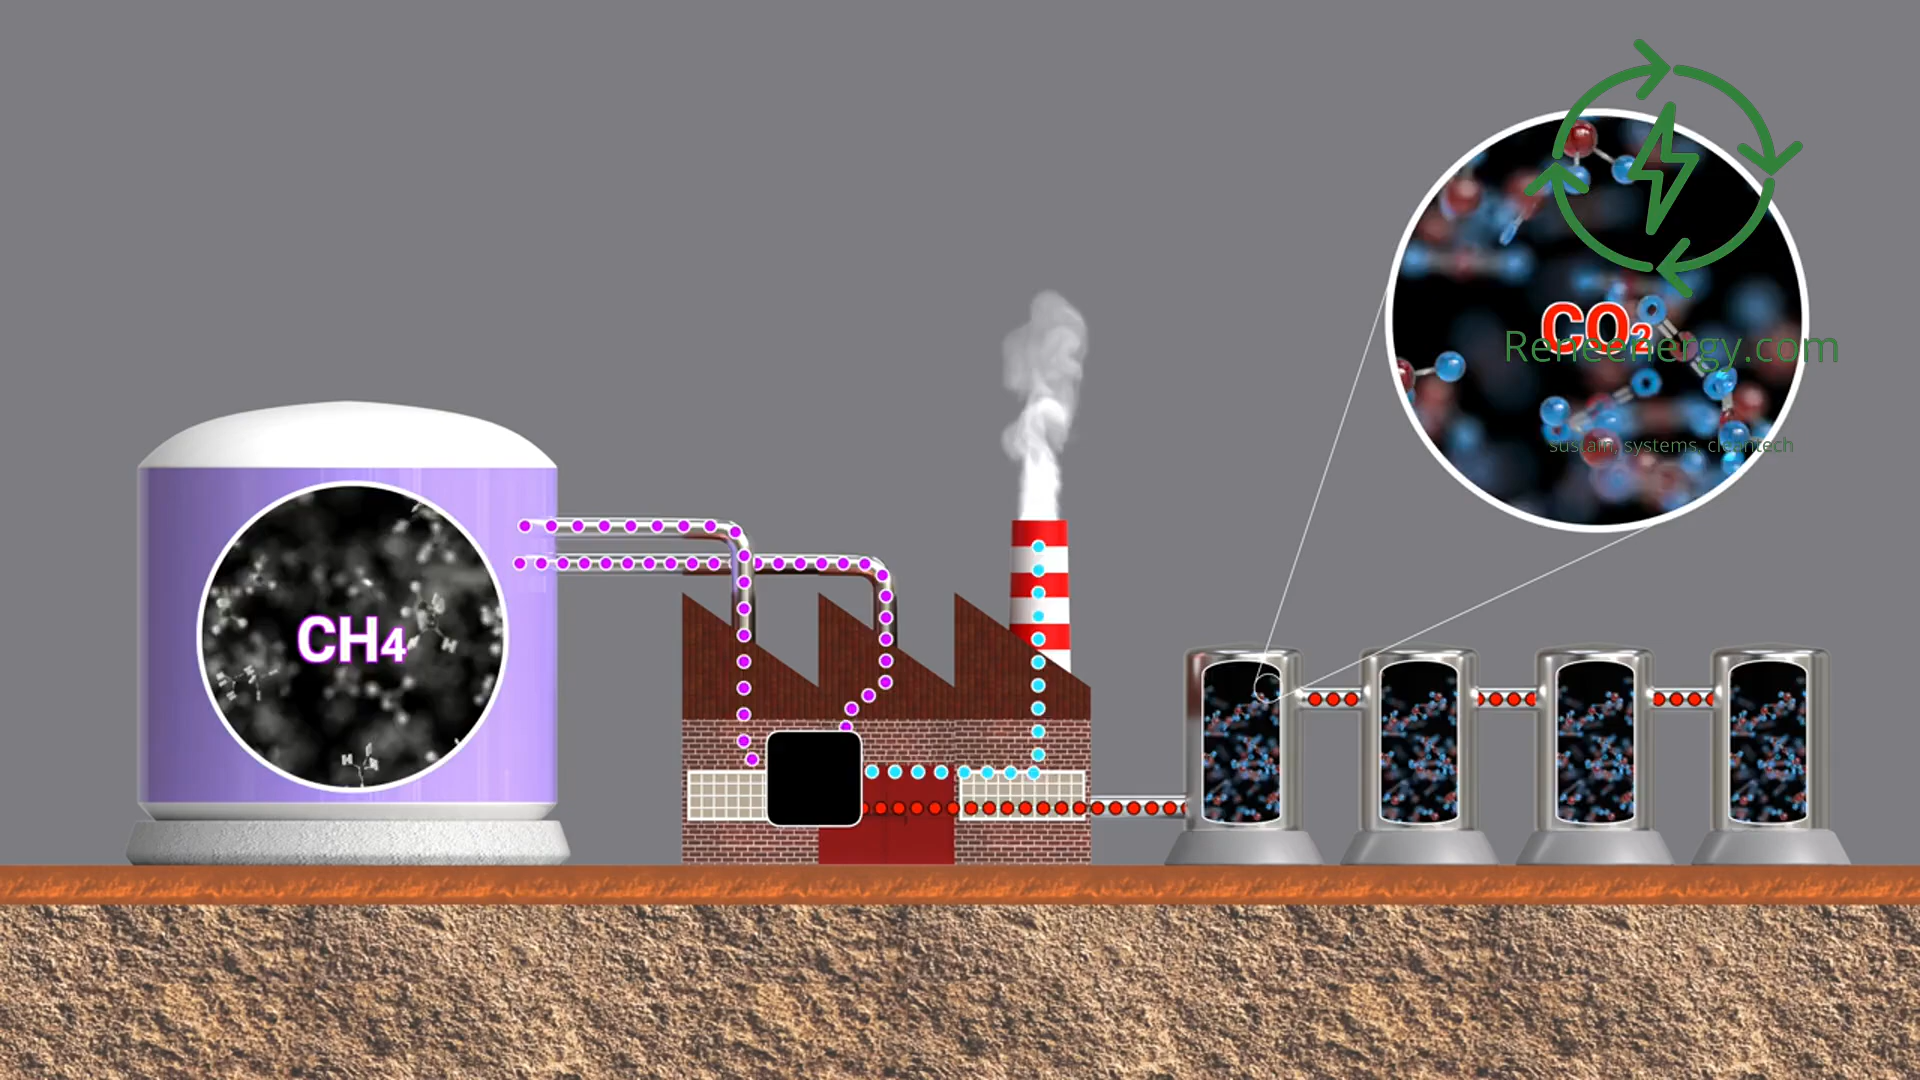 CO₂
Reneenergy.com
sustain, systems, cleantech
CH₄